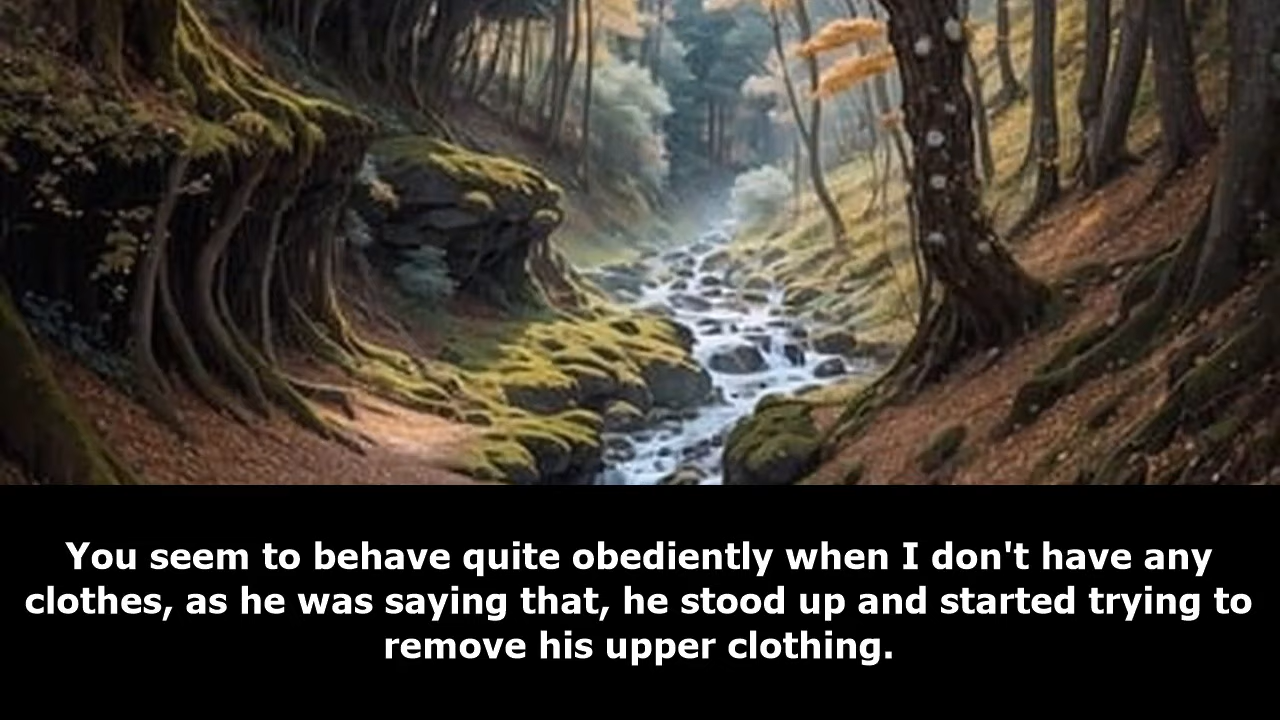 You seem to behave quite obediently when I don't have any
clothes, as he was saying that, he stood up and started trying to
remove his upper clothing.